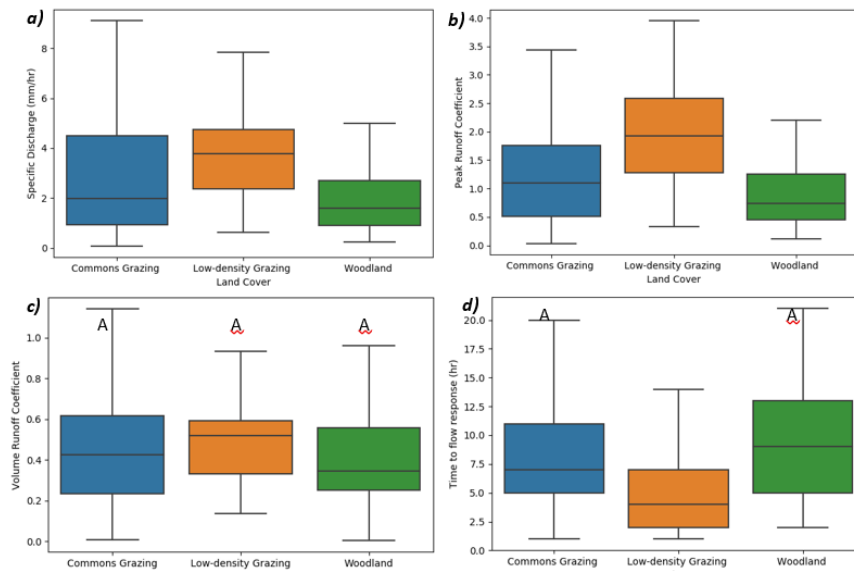 a)
Specific Discharge (mm/hr)
8
6
4
2
0
Commons Grazing Low-density Grazing Woodland
Land Cover
b)
Peak Runoff Coefficient
4.0
3.5
3.0
2.5
2.0
1.5
1.0
0.5
0.0
Commons Grazing Low-density Grazing Woodland
Land Cover
c)
A A A
Volume Runoff Coefficient
1.0
0.8
0.6
0.4
0.2
0.0
Commons Grazing Low-density Grazing Woodland
d)
A A
Time to flow response (hr)
20.0
17.5
15.0
12.5
10.0
7.5
5.0
2.5
0.0
Commons Grazing Low-density Grazing Woodland